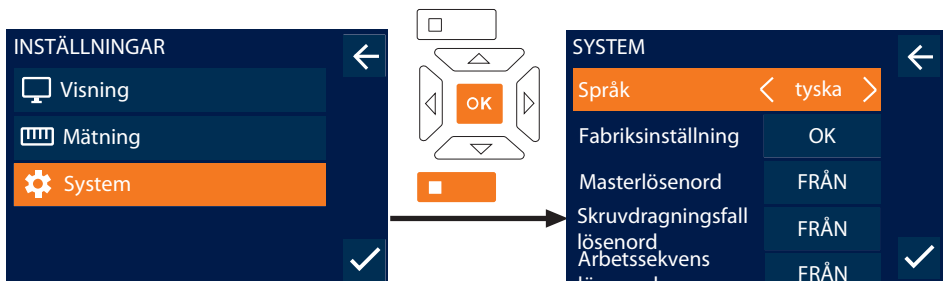 INSTÄLLNINGAR
Visning
Mätning
System
OK
SYSTEM
Språk tyska
Fabriksinställning OK
Masterlösenord FRÅN
Skruvdragningsfall
lösenord FRÅN
Arbetssekvens
FRÅN